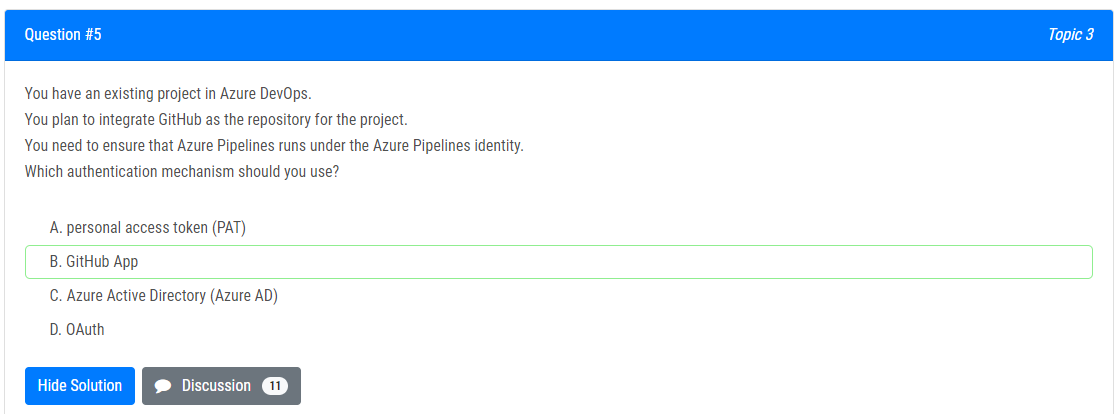 Question #5
Topic 3
You have an existing project in Azure DevOps.
You plan to integrate GitHub as the repository for the project.
You need to ensure that Azure Pipelines runs under the Azure Pipelines identity.
Which authentication mechanism should you use?
A. personal access token (PAT)
B. GitHub App
C. Azure Active Directory (Azure AD)
D. OAuth
Hide Solution
Discussion 11